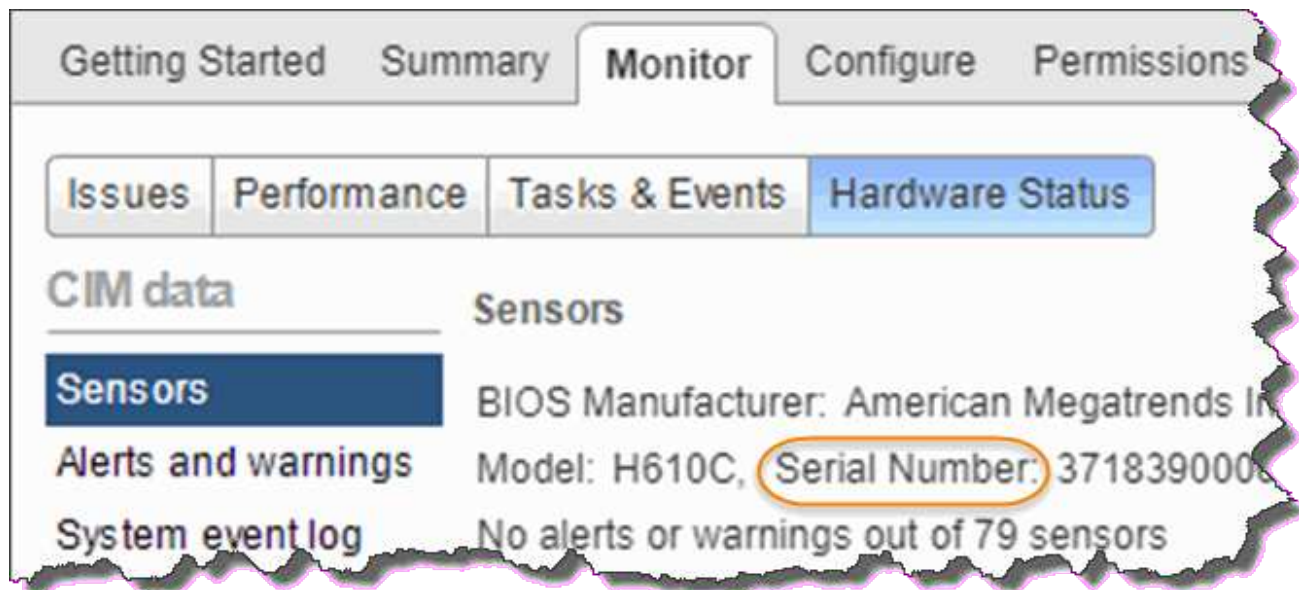 Getting Started Summary Monitor Configure Permissions
Issues Performance Tasks & Events Hardware Status
CIM data
Sensors
Sensors
Alerts and warnings
System event log
BIOS Manufacturer: American Megatrends
Model: H610C, Serial Number:
No alerts or warnings out of 79 sensors